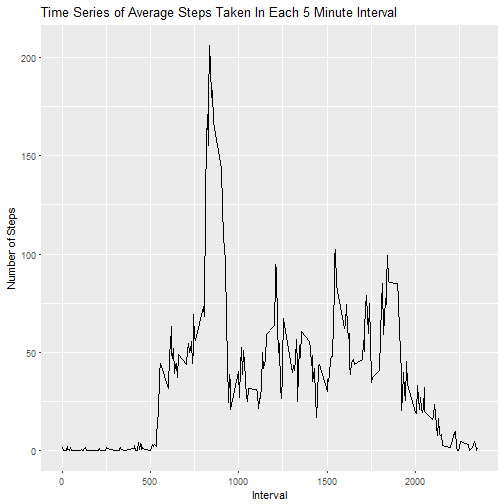 Time Series of Average Steps Taken In Each 5 Minute Interval
200
150
100
50
0
Number of Steps
0 500 1000 1500 2000
Interval